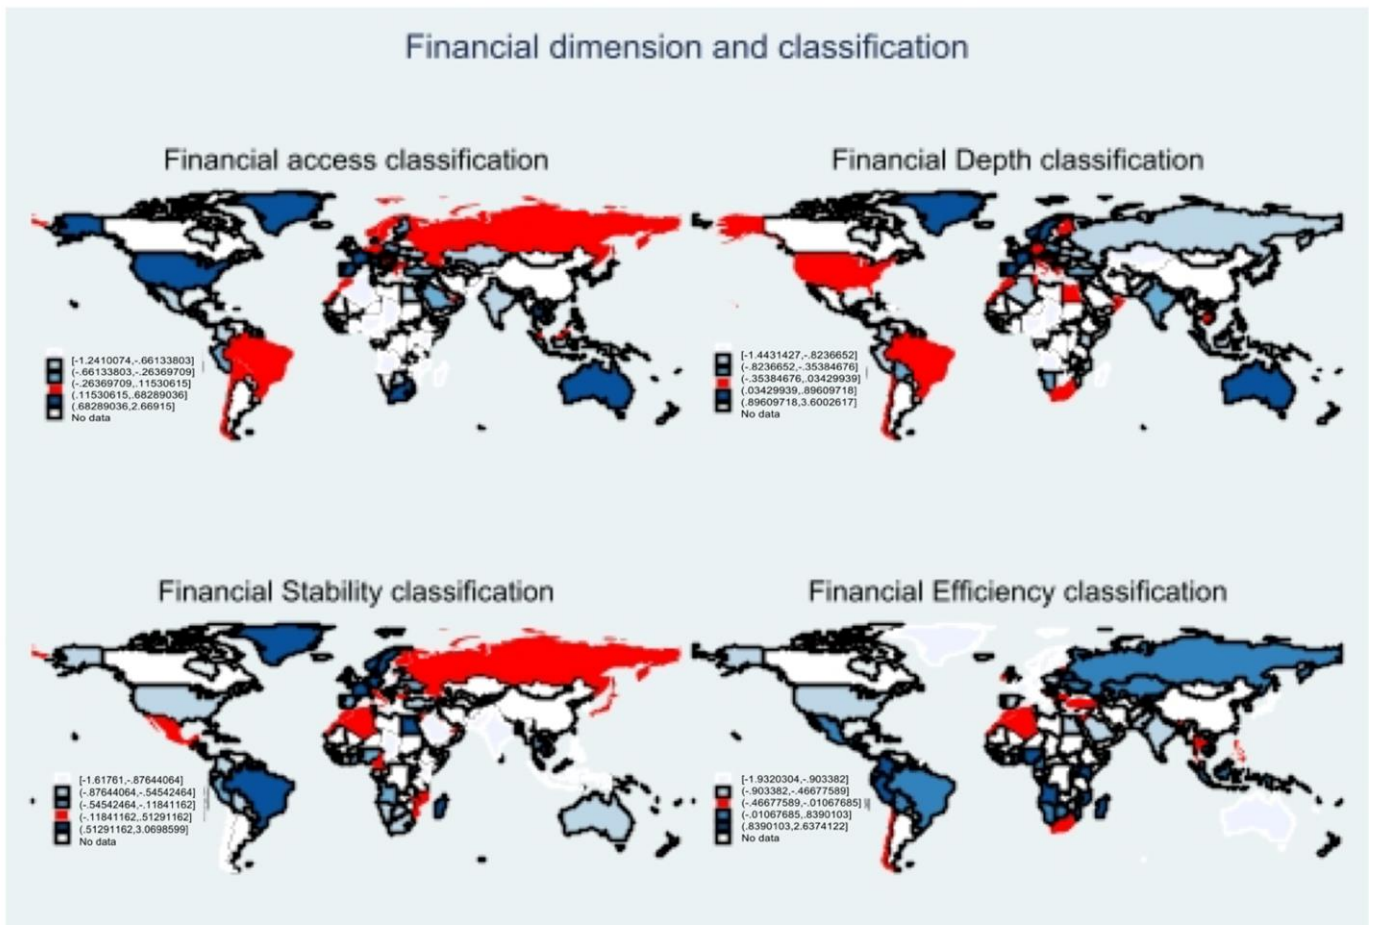 Financial dimension and classification
Financial access classification
[-1.2410074,-.66133803]
(-.66133803,-.26369709]
(-.26369709,.11530615]
(.11530615,.68289036]
(.68289036,2.66915]
No data
Financial Depth classification
[-1.4431427,-.8236652]
(-.8236652,-.35384676]
(-.35384676,.03429939]
(.03429939,.89609718]
(.89609718,3.6002617]
No data
Financial Stability classification
[-1.61761,-.87644064]
(-.87644064,-.54542464]
(-.54542464,-.11841162]
(-.11841162,.51291162]
(.51291162,3.0698599]
No data
Financial Efficiency classification
[-1.9320304,-.903382]
(-.903382,-.46677589]
(-.46677589,-.01067685]
(-.01067685,.8390103]
(.8390103,2.6374122]
No data